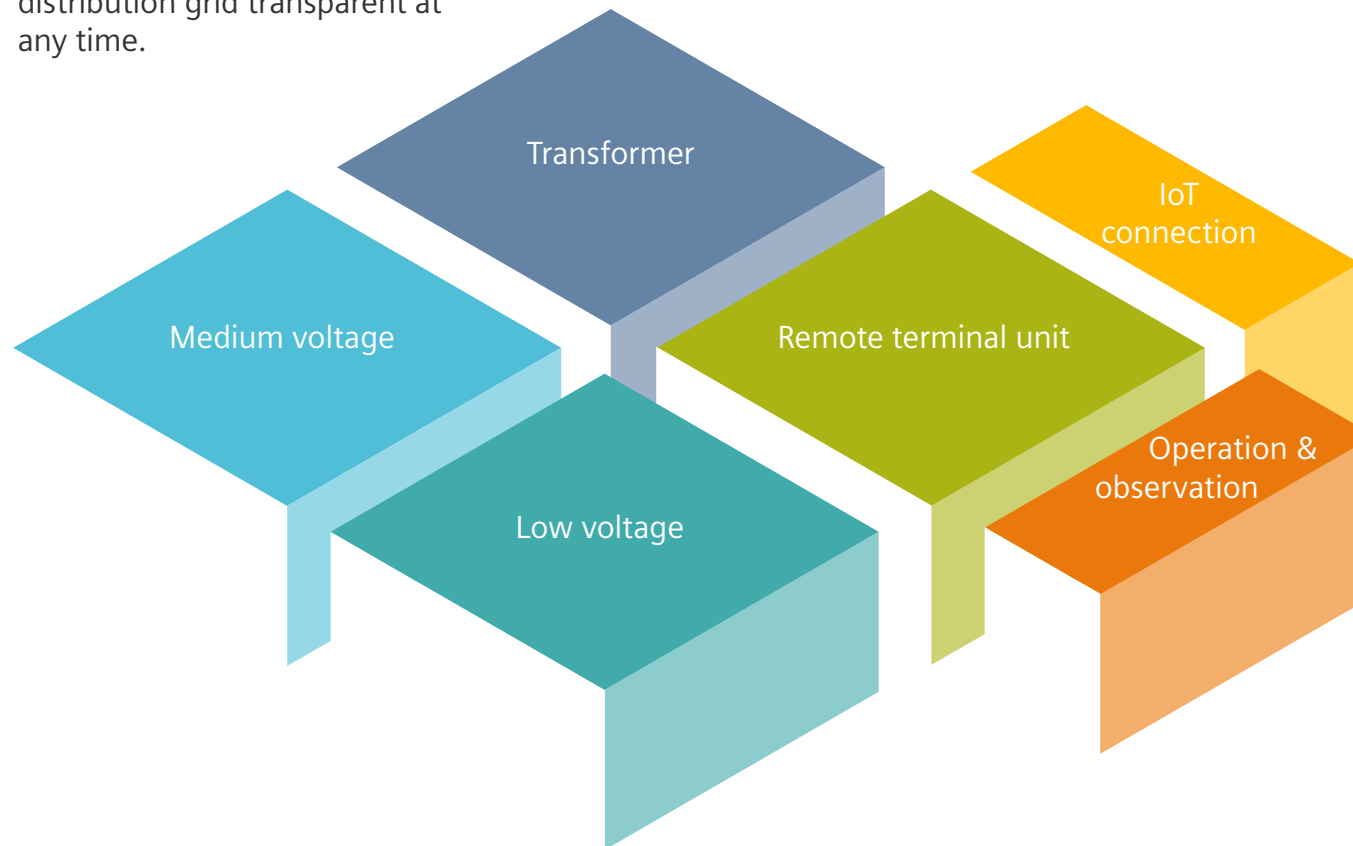 distribution grid transparent at
any time.
Transformer
IoT
connection
Medium voltage
Remote terminal unit
Operation &
observation
Low voltage